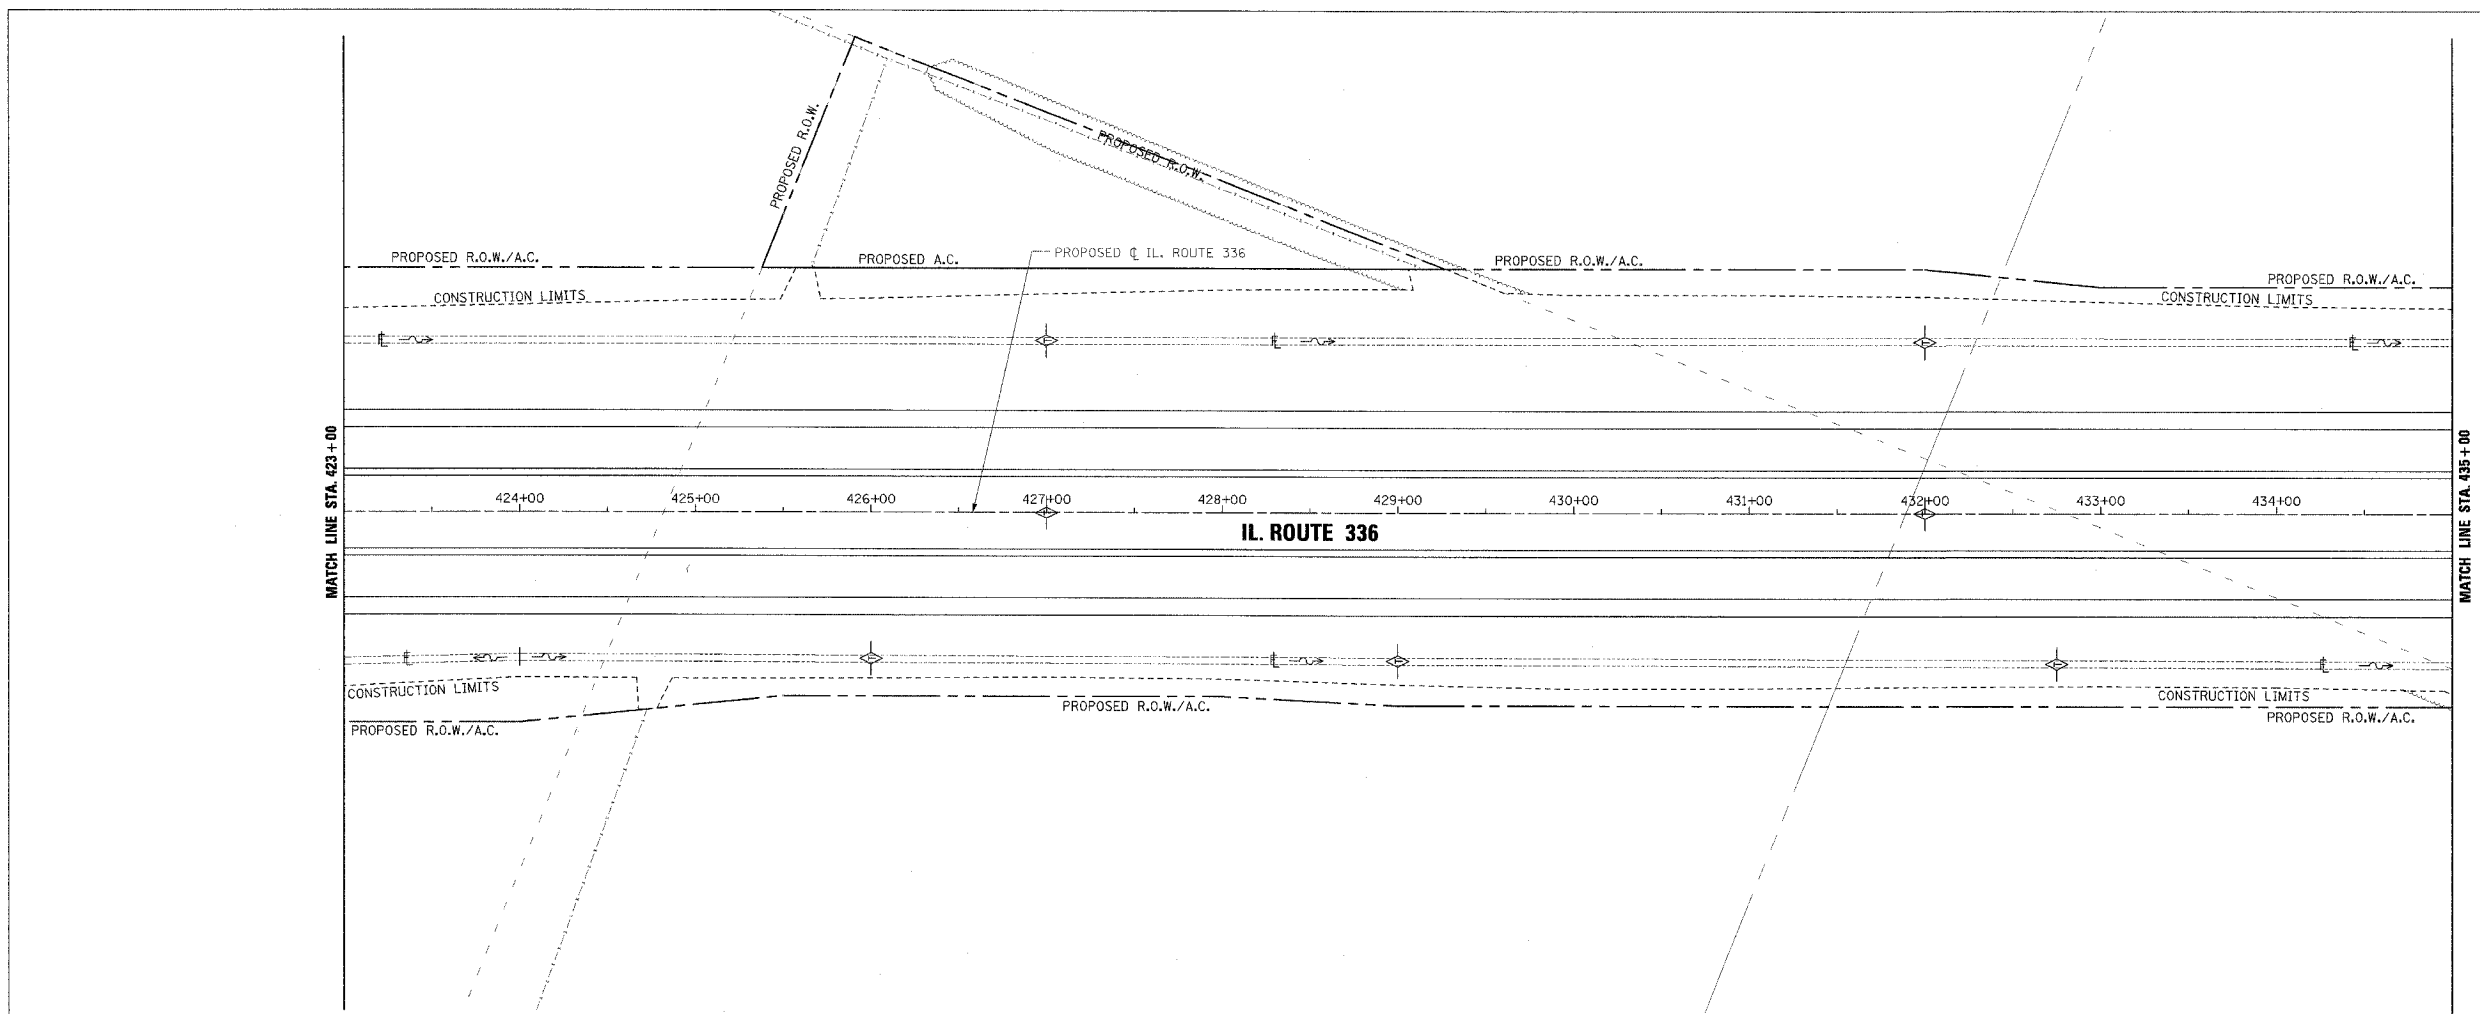 PROPOSED R.O.W.
PROPOSED R.O.W.
PROPOSED R.O.W./A.C.
PROPOSED A.C.
PROPOSED ℄ IL. ROUTE 336
PROPOSED R.O.W./A.C.
PROPOSED R.O.W./A.C.
CONSTRUCTION LIMITS
CONSTRUCTION LIMITS
MATCH LINE STA. 423+00
424+00
425+00
426+00
427+00
428+00
429+00
430+00
431+00
432+00
433+00
434+00
IL. ROUTE 336
MATCH LINE STA. 435+00
CONSTRUCTION LIMITS
CONSTRUCTION LIMITS
PROPOSED R.O.W./A.C.
PROPOSED R.O.W./A.C.
PROPOSED R.O.W./A.C.